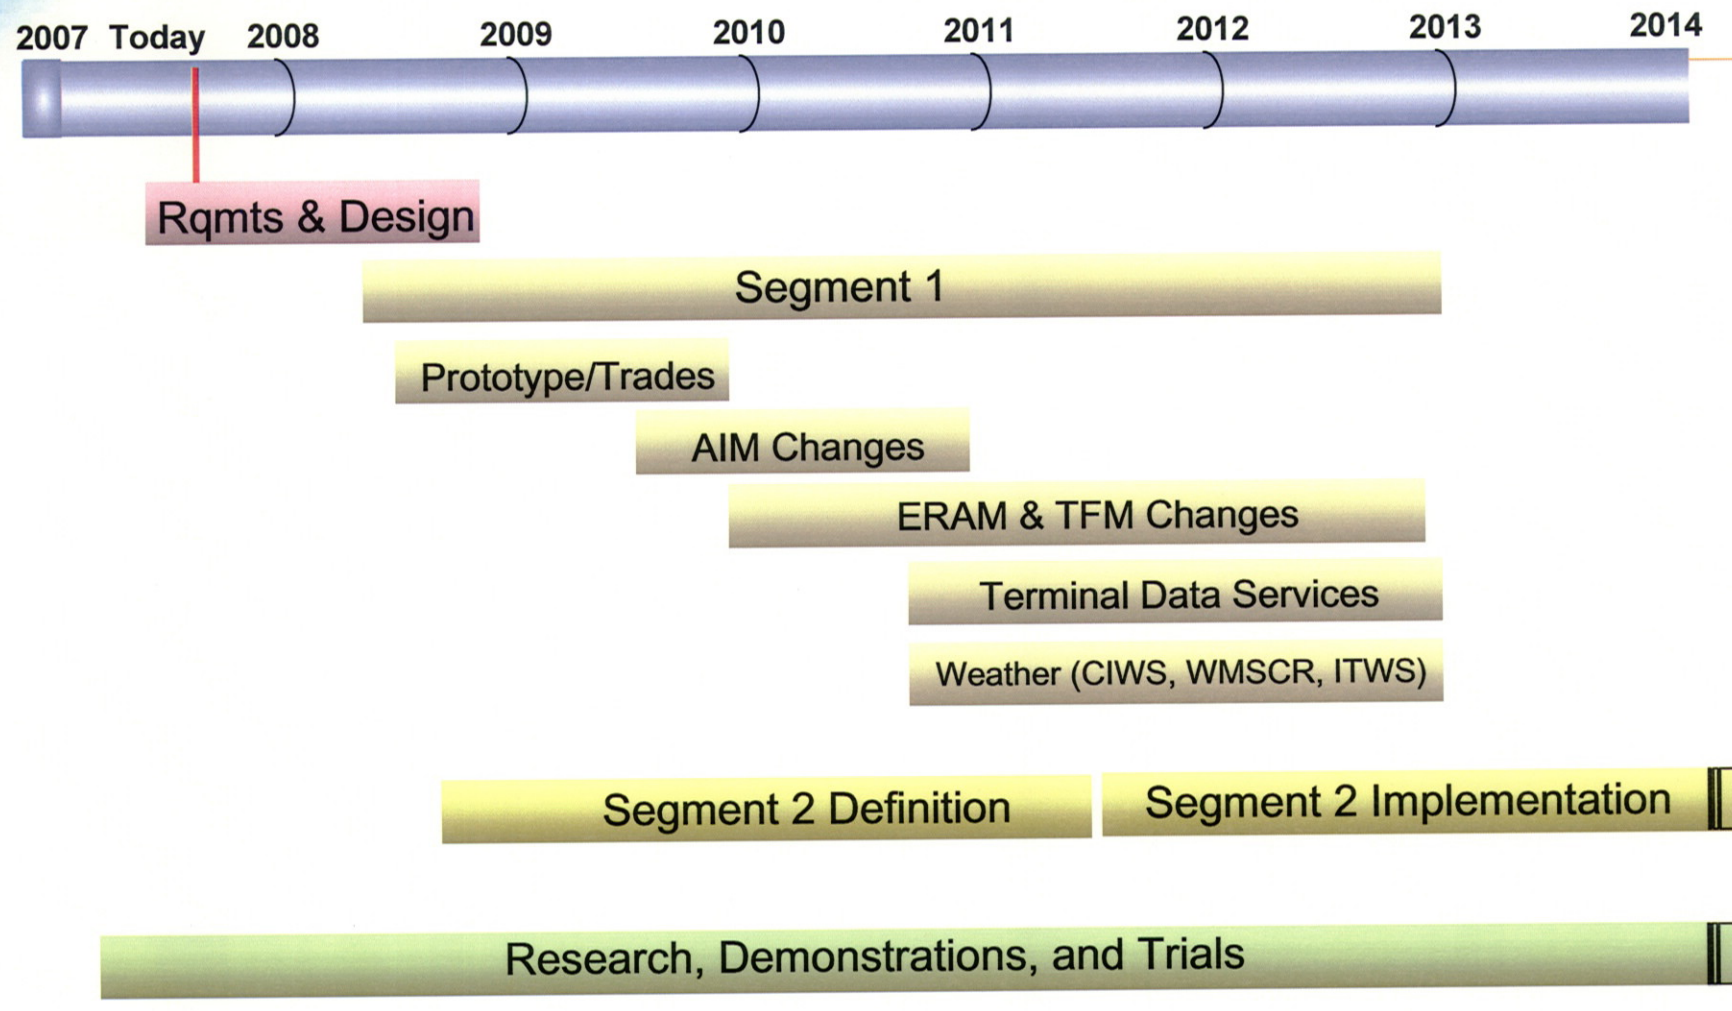 2007 Today 2008 2009 2010 2011 2012 2013 2014
Rqmts & Design
Segment 1
Prototype/Trades
AIM Changes
ERAM & TFM Changes
Terminal Data Services
Weather (CIWS, WMSCR, ITWS)
Segment 2 Definition Segment 2 Implementation
Research, Demonstrations, and Trials